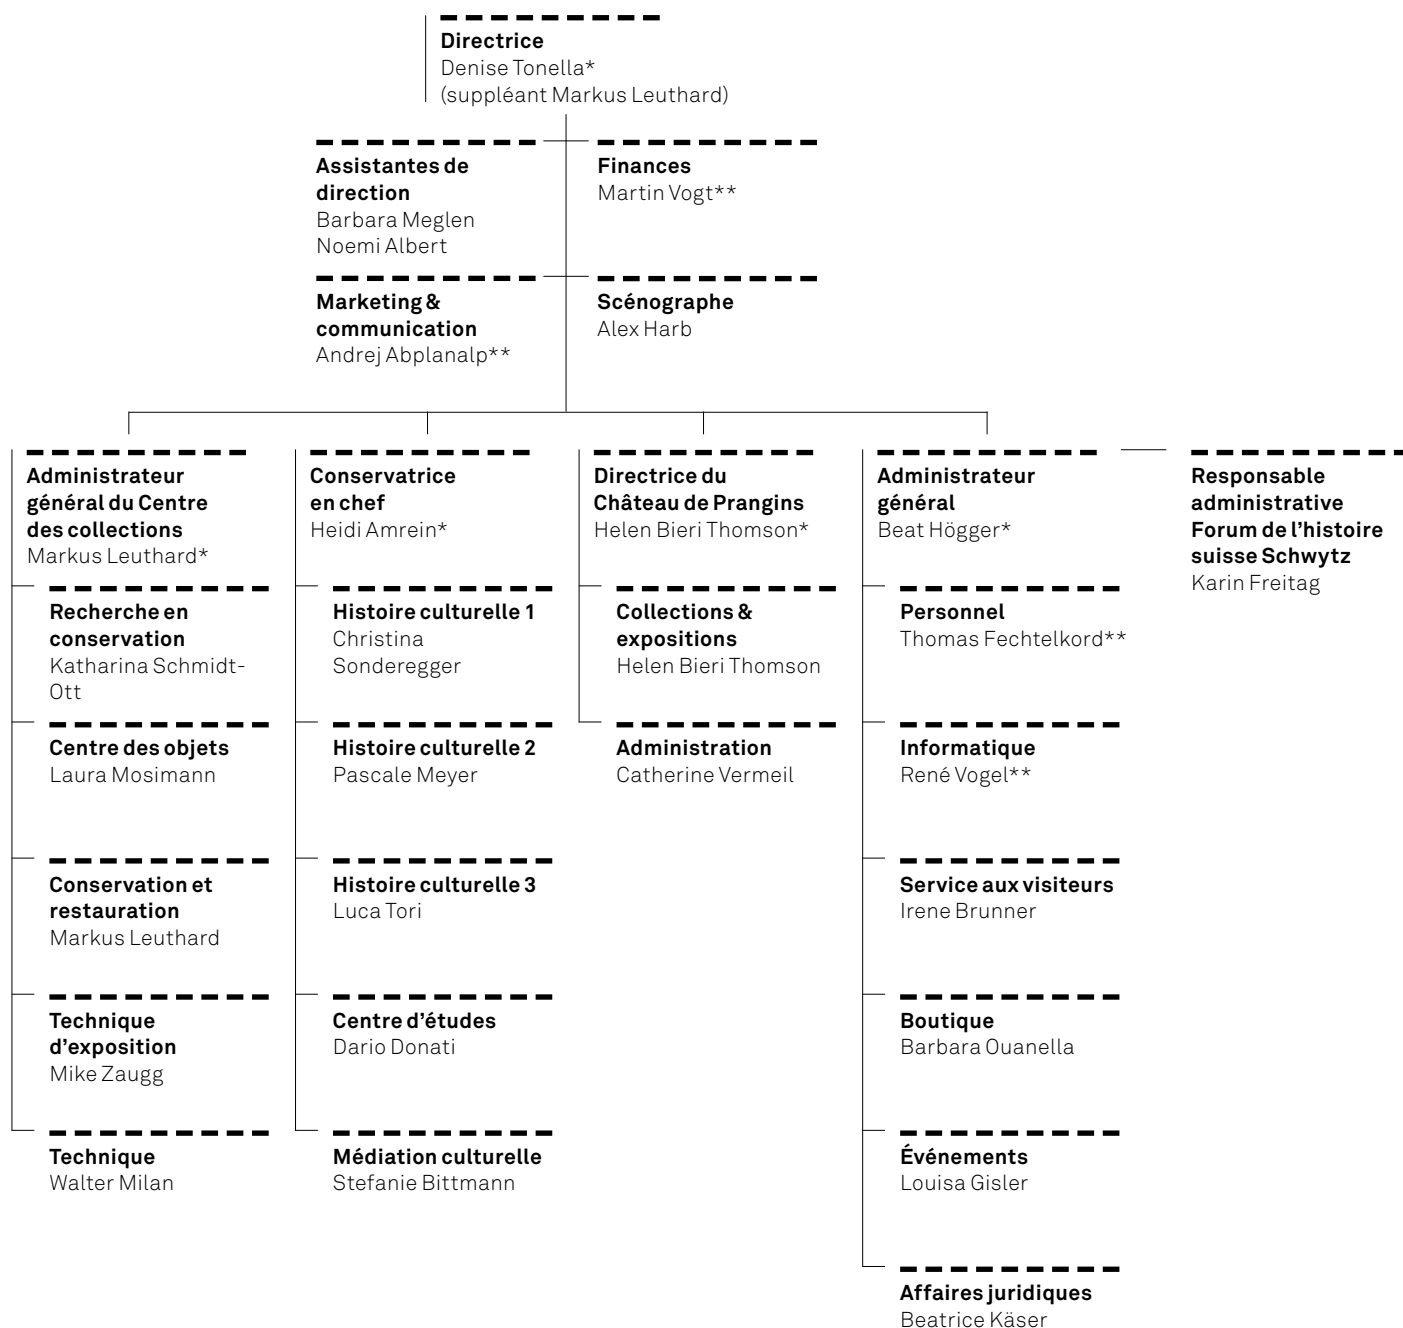 Directrice
Denise Tonella*
(suppléant Markus Leuthard)
Assistantes de
direction
Barbara Meglen
Noemi Albert
Finances
Martin Vogt**
Marketing &
communication
Andrej Abplanalp**
Scénographe
Alex Harb
Administrateur
général du Centre
des collections
Markus Leuthard*
Recherche en
conservation
Katharina Schmidt-
Ott
Centre des objets
Laura Mosimann
Conservation et
restauration
Markus Leuthard
Technique
d’exposition
Mike Zaugg
Technique
Walter Milan
Conservatrice
en chef
Heidi Amrein*
Histoire culturelle 1
Christina
Sonderegger
Histoire culturelle 2
Pascale Meyer
Histoire culturelle 3
Luca Tori
Centre d’études
Dario Donati
Médiation culturelle
Stefanie Bittmann
Directrice du
Château de Prangins
Helen Bieri Thomson*
Collections &
expositions
Helen Bieri Thomson
Administration
Catherine Vermeil
Administrateur
général
Beat Högger*
Personnel
Thomas Fechtelkord**
Informatique
René Vogel**
Service aux visiteurs
Irene Brunner
Boutique
Barbara Ouanella
Événements
Louisa Gisler
Affaires juridiques
Beatrice Käser
Responsable
administrative
Forum de l’histoire
suisse Schwytz
Karin Freitag